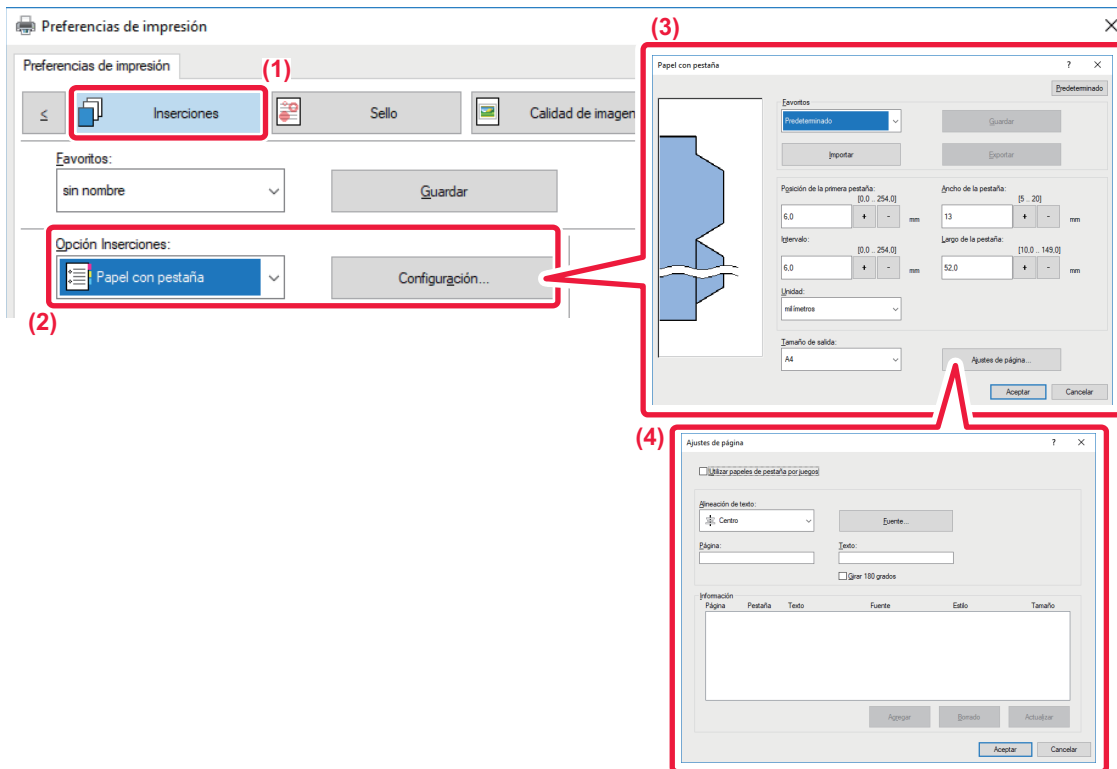 Preferencias de impresión
Preferencias de impresión
(1)
≤
Inserciones
Sello
Calidad de imagen
Favoritos:
sin nombre
Guardar
Opción Inserciones:
Papel con pestaña
Configuración...
(2)
(3)
Papel con pestaña
?
Predeterminado
Favoritos
Predeterminado
Guardar
Importar
Exportar
Posición de la primera pestaña:
[0,0 .. 254,0]
6,0
+ -
mm
Ancho de la pestaña:
[5 .. 20]
13
+ -
mm
Intervalo:
[0,0 .. 254,0]
6,0
+ -
mm
Largo de la pestaña:
[10,0 .. 149,0]
52,0
+ -
mm
Unidad:
milímetros
Tamaño de salida:
A4
Ajustes de página...
Aceptar
Cancelar
(4)
Ajustes de página
?
Utilizar papeles de pestaña por juegos
Alineación de texto:
Centro
Fuente...
Página:
Texto:
Girar 180 grados
Información
Página Pestaña Texto Fuente Estilo Tamaño
Agregar
Borrado
Actualizar
Aceptar
Cancelar